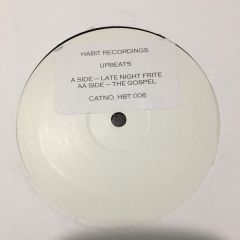 HABIT RECORDINGS
UPBEATS
A SIDE – LATE NIGHT FRITE
AA SIDE – THE GOSPEL
CATNO. HBT 006